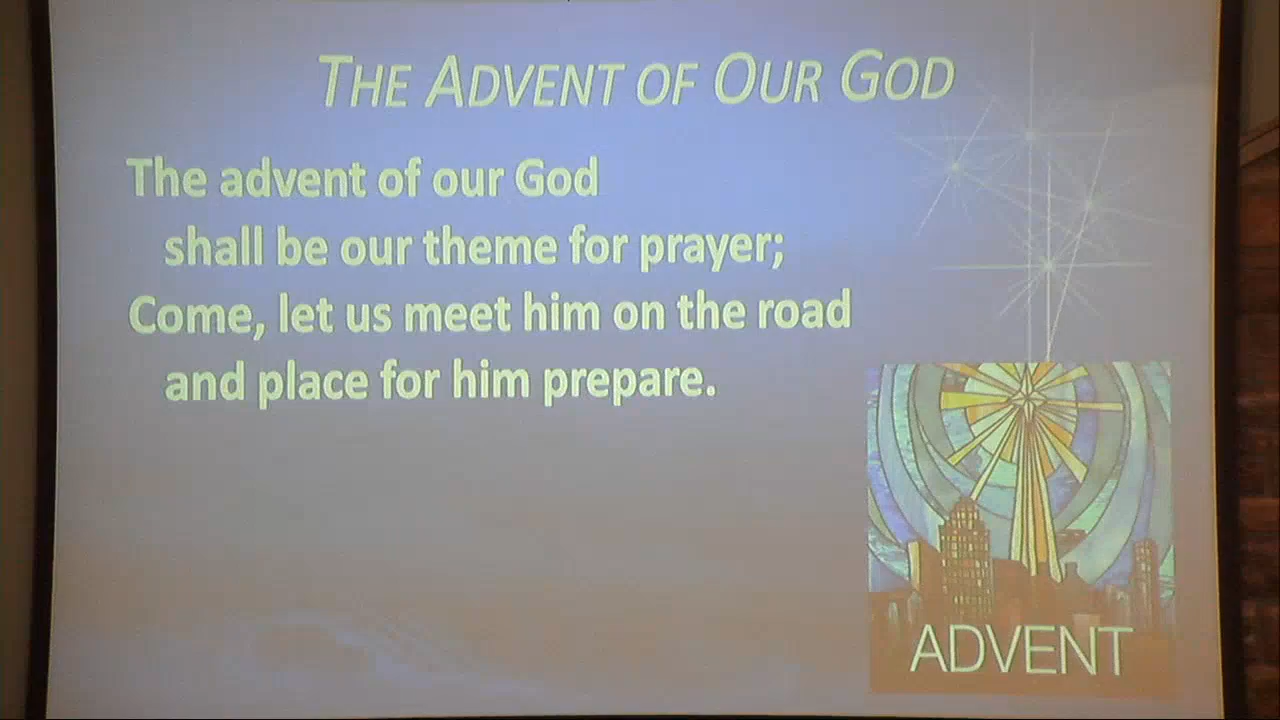 THE ADVENT OF OUR GOD
The advent of our God
shall be our theme for prayer;
Come, let us meet him on the road
and place for him prepare.
ADVENT